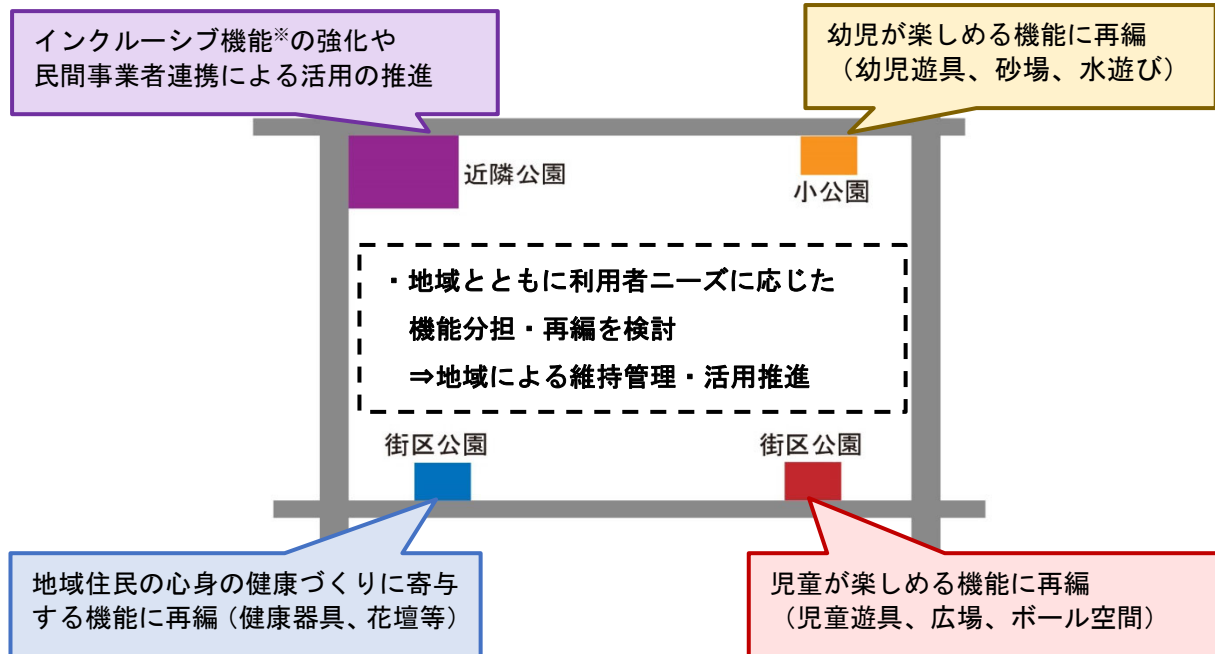 インクルーシブ機能※の強化や
民間事業者連携による活用の推進
幼児が楽しめる機能に再編
（幼児遊具、砂場、水遊び）
近隣公園
小公園
・地域とともに利用者ニーズに応じた
機能分担・再編を検討
⇒地域による維持管理・活用推進
街区公園
街区公園
地域住民の心身の健康づくりに寄与
する機能に再編（健康器具、花壇等）
児童が楽しめる機能に再編
（児童遊具、広場、ボール空間）